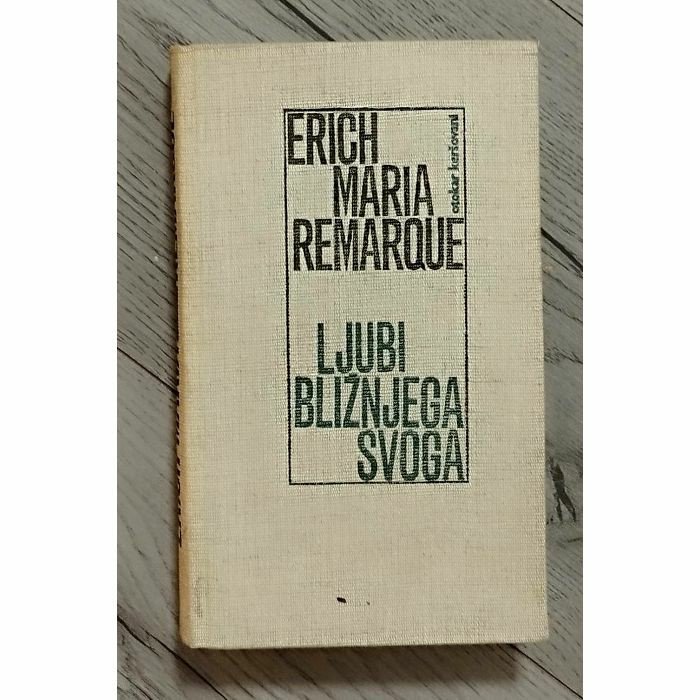 ERICH
MARIA
REMARQUE
otokar keršovani
LJUBI
BLIŽNJEGA
SVOGA